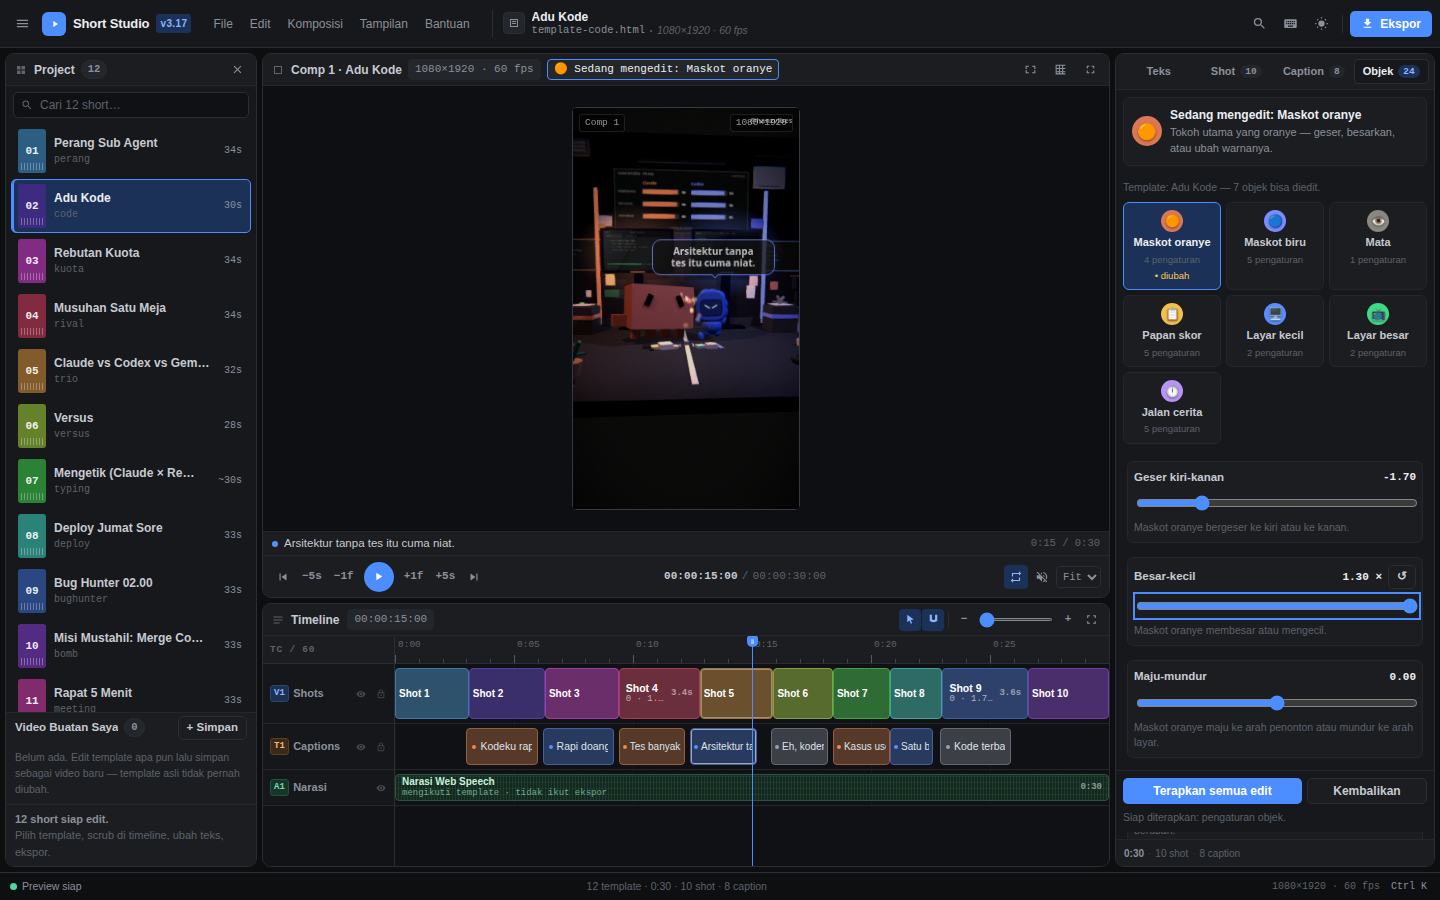 Short Studio v3.17 File Edit Komposisi Tampilan Bantuan
Adu Kode
template-code.html · 1080×1920 · 60 fps
Ekspor
Project 12
Cari 12 short…
01 Perang Sub Agent 34s
perang
02 Adu Kode 30s
code
03 Rebutan Kuota 34s
kuota
04 Musuhan Satu Meja 34s
rival
05 Claude vs Codex vs Gem… 32s
trio
06 Versus 28s
versus
07 Mengetik (Claude × Re… ~30s
typing
08 Deploy Jumat Sore 33s
deploy
09 Bug Hunter 02.00 33s
bughunter
10 Misi Mustahil: Merge Co… 33s
bomb
11 Rapat 5 Menit 33s
meeting
Video Buatan Saya 0 + Simpan
Belum ada. Edit template apa pun lalu simpan
sebagai video baru — template asli tidak pernah
diubah.
12 short siap edit.
Pilih template, scrub di timeline, ubah teks,
ekspor.
Comp 1 · Adu Kode 1080×1920 · 60 fps Sedang mengedit: Maskot oranye
Comp 1
Arsitektur tanpa
tes itu cuma niat.
Arsitektur tanpa tes itu cuma niat. 0:15 / 0:30
−5s −1f +1f +5s 00:00:15:00 / 00:00:30:00 Fit
Timeline 00:00:15:00 − +
TC / 60 0:00 0:05 0:10 0:15 0:20 0:25
V1 Shots Shot 1 Shot 2 Shot 3 Shot 4 3.4s Shot 5 Shot 6 Shot 7 Shot 8 Shot 9 3.6s Shot 10
0 · 1.… 0 · 1.7…
T1 Captions Kodeku rap Rapi doang Tes banyak Arsitektur ta Eh, koder Kasus us Satu b Kode terba
A1 Narasi Narasi Web Speech 0:30
mengikuti template · tidak ikut ekspor
Teks Shot 10 Caption 8 Objek 24
Sedang mengedit: Maskot oranye
Tokoh utama yang oranye — geser, besarkan,
atau ubah warnanya.
Template: Adu Kode — 7 objek bisa diedit.
Maskot oranye Maskot biru Mata
4 pengaturan 5 pengaturan 1 pengaturan
• diubah
Papan skor Layar kecil Layar besar
5 pengaturan 2 pengaturan 2 pengaturan
Jalan cerita
5 pengaturan
Geser kiri-kanan -1.70
Maskot oranye bergeser ke kiri atau ke kanan.
Besar-kecil 1.30 ×
Maskot oranye membesar atau mengecil.
Maju-mundur 0.00
Maskot oranye maju ke arah penonton atau mundur ke arah
layar.
Terapkan semua edit Kembalikan
Siap diterapkan: pengaturan objek.
0:30 · 10 shot · 8 caption
Preview siap 12 template · 0:30 · 10 shot · 8 caption 1080×1920 · 60 fps Ctrl K